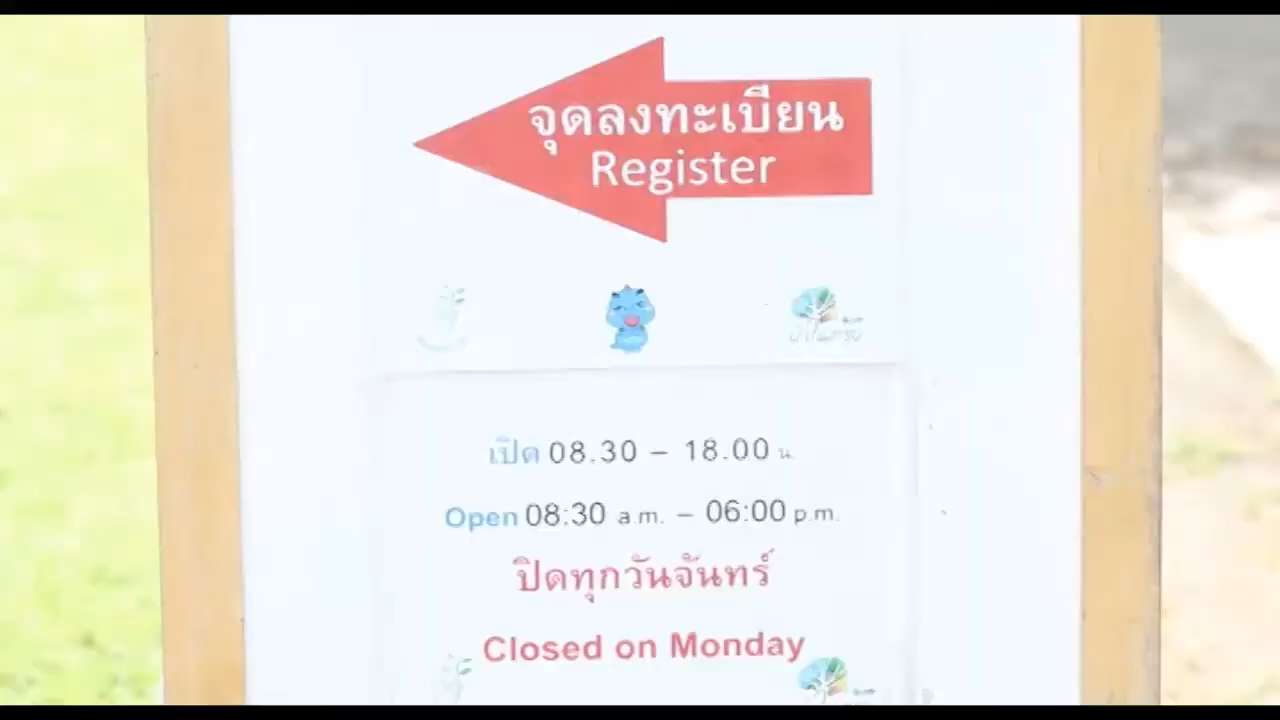 จุดลงทะเบียน
Register
เปิด 08.30 – 18.00 น.
Open 08:30 a.m. – 06:00 p.m.
ปิดทุกวันจันทร์
Closed on Monday